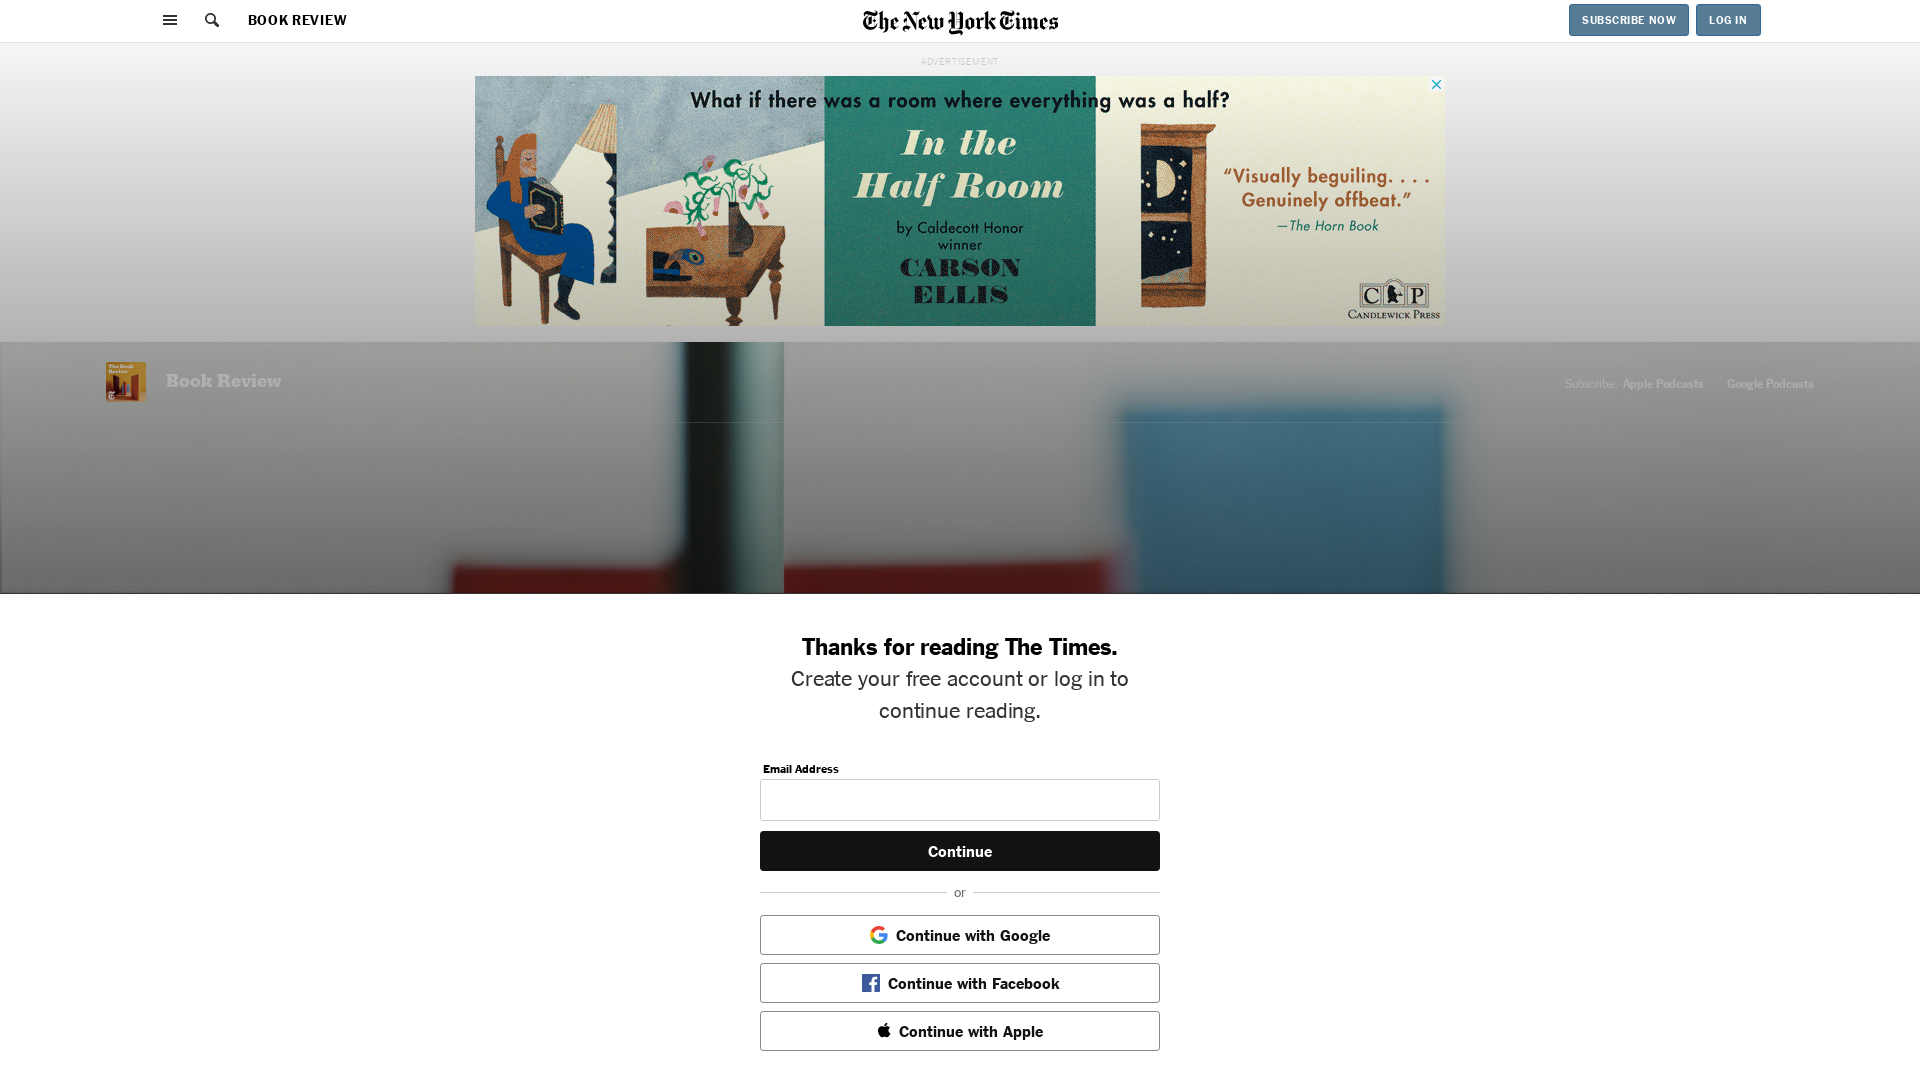 BOOK REVIEW
The New York Times
SUBSCRIBE NOW
LOG IN
ADVERTISEMENT
What if there was a room where everything was a half?
In the
Half Room
by Caldecott Honor
winner
CARSON
ELLIS
“Visually beguiling. . . .
Genuinely offbeat.”
—The Horn Book
C P
CANDLEWICK PRESS
The Book
Review
Book Review
Subscribe:
Apple Podcasts
Google Podcasts
Thanks for reading The Times.
Create your free account or log in to
continue reading.
Email Address
Continue
or
Continue with Google
Continue with Facebook
Continue with Apple